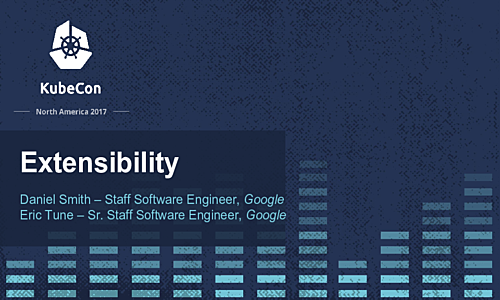 KubeCon
North America 2017
Extensibility
Daniel Smith – Staff Software Engineer, Google
Eric Tune – Sr. Staff Software Engineer, Google